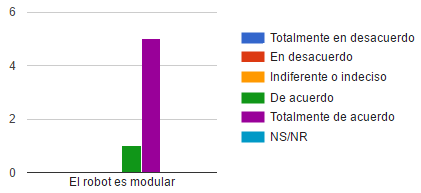 6
4
2
0
El robot es modular
Totalmente en desacuerdo
En desacuerdo
Indiferente o indeciso
De acuerdo
Totalmente de acuerdo
NS/NR